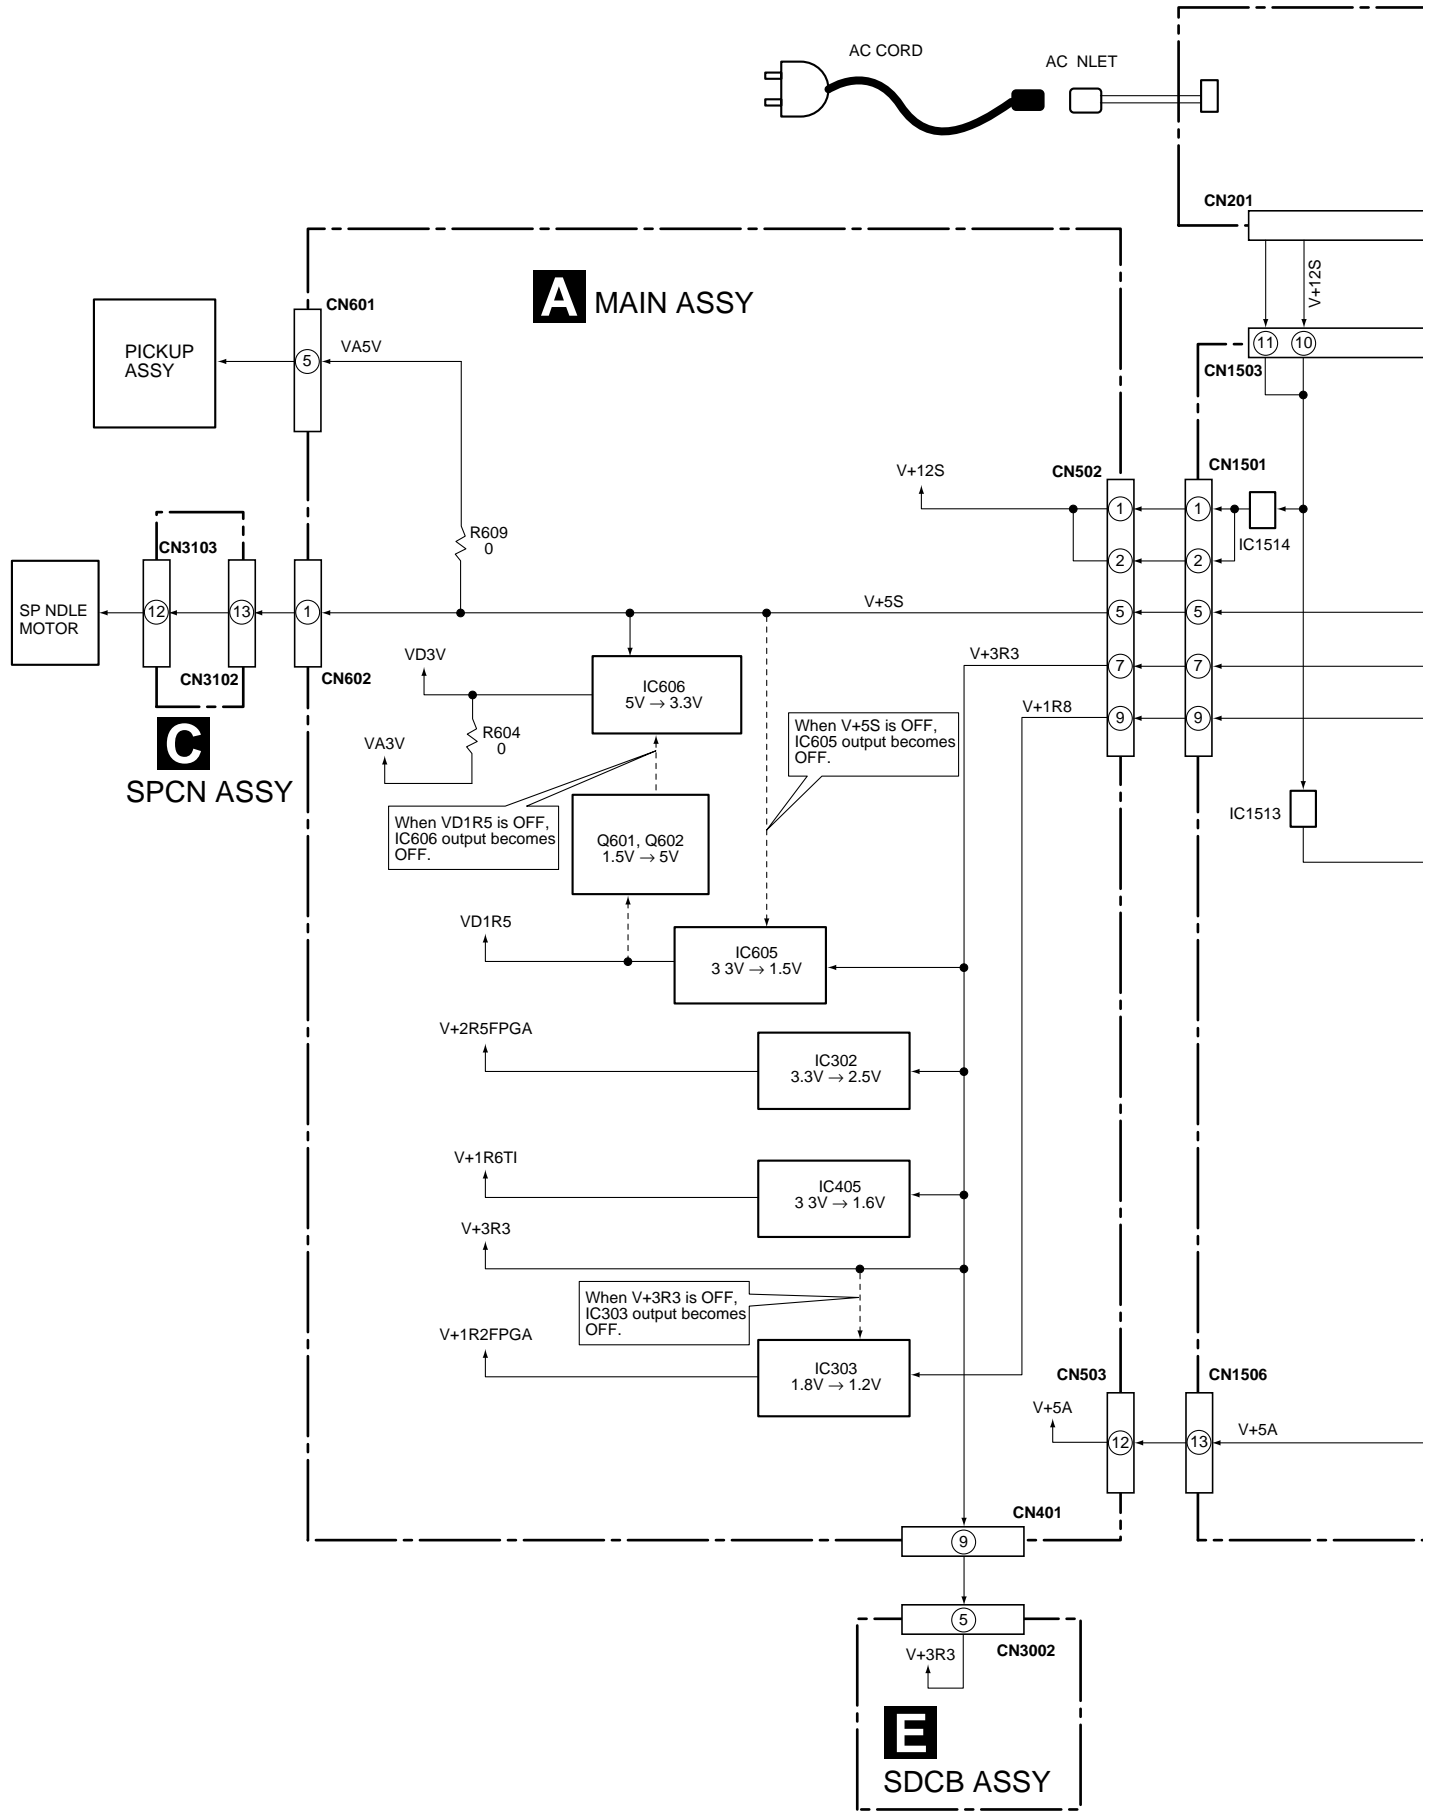 AC CORD
AC NLET
CN201
V+12S
A MAIN ASSY
CN601
PICKUP
ASSY
5
VA5V
11
10
CN1503
V+12S
CN502
CN1501
1
1
IC1514
R609
0
2
2
CN3103
SP NDLE
MOTOR
12
13
1
V+5S
5
5
CN3102
CN602
VD3V
IC606
5V → 3.3V
V+3R3
7
7
R604
0
VA3V
V+1R8
9
9
When V+5S is OFF,
IC605 output becomes
OFF.
C
SPCN ASSY
When VD1R5 is OFF,
IC606 output becomes
OFF.
Q601, Q602
1.5V → 5V
IC1513
VD1R5
IC605
3 3V → 1.5V
V+2R5FPGA
IC302
3.3V → 2.5V
V+1R6TI
IC405
3 3V → 1.6V
V+3R3
When V+3R3 is OFF,
IC303 output becomes
OFF.
V+1R2FPGA
IC303
1.8V → 1.2V
CN503
CN1506
V+5A
12
13
V+5A
CN401
9
5
CN3002
V+3R3
E
SDCB ASSY